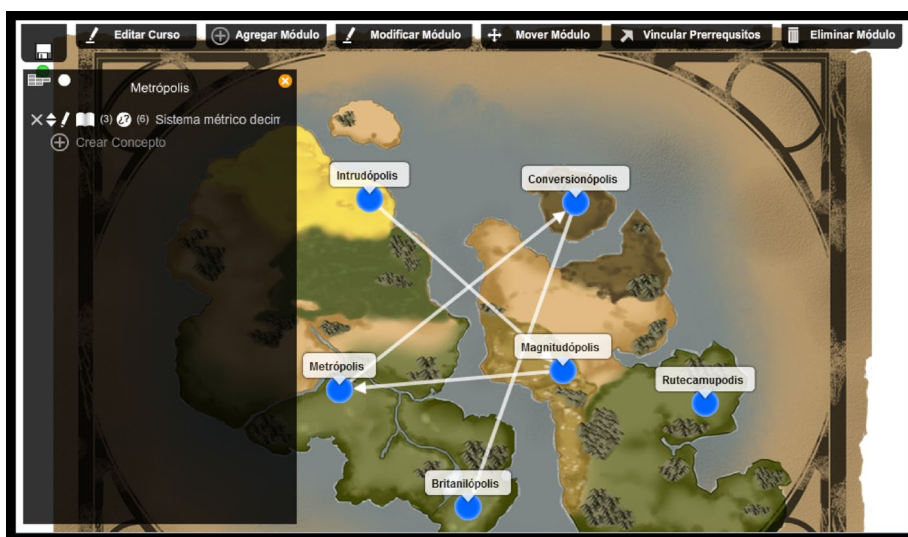 Editar Curso
Agregar Módulo
Modificar Módulo
Mover Módulo
Vincular Prerrequsitos
Eliminar Módulo
Metrópolis
(3) (6) Sistema métrico decim
Crear Concepto
Intrudópolis
Conversionópolis
Magnitudópolis
Metrópolis
Rutecamupodis
Britanilópolis